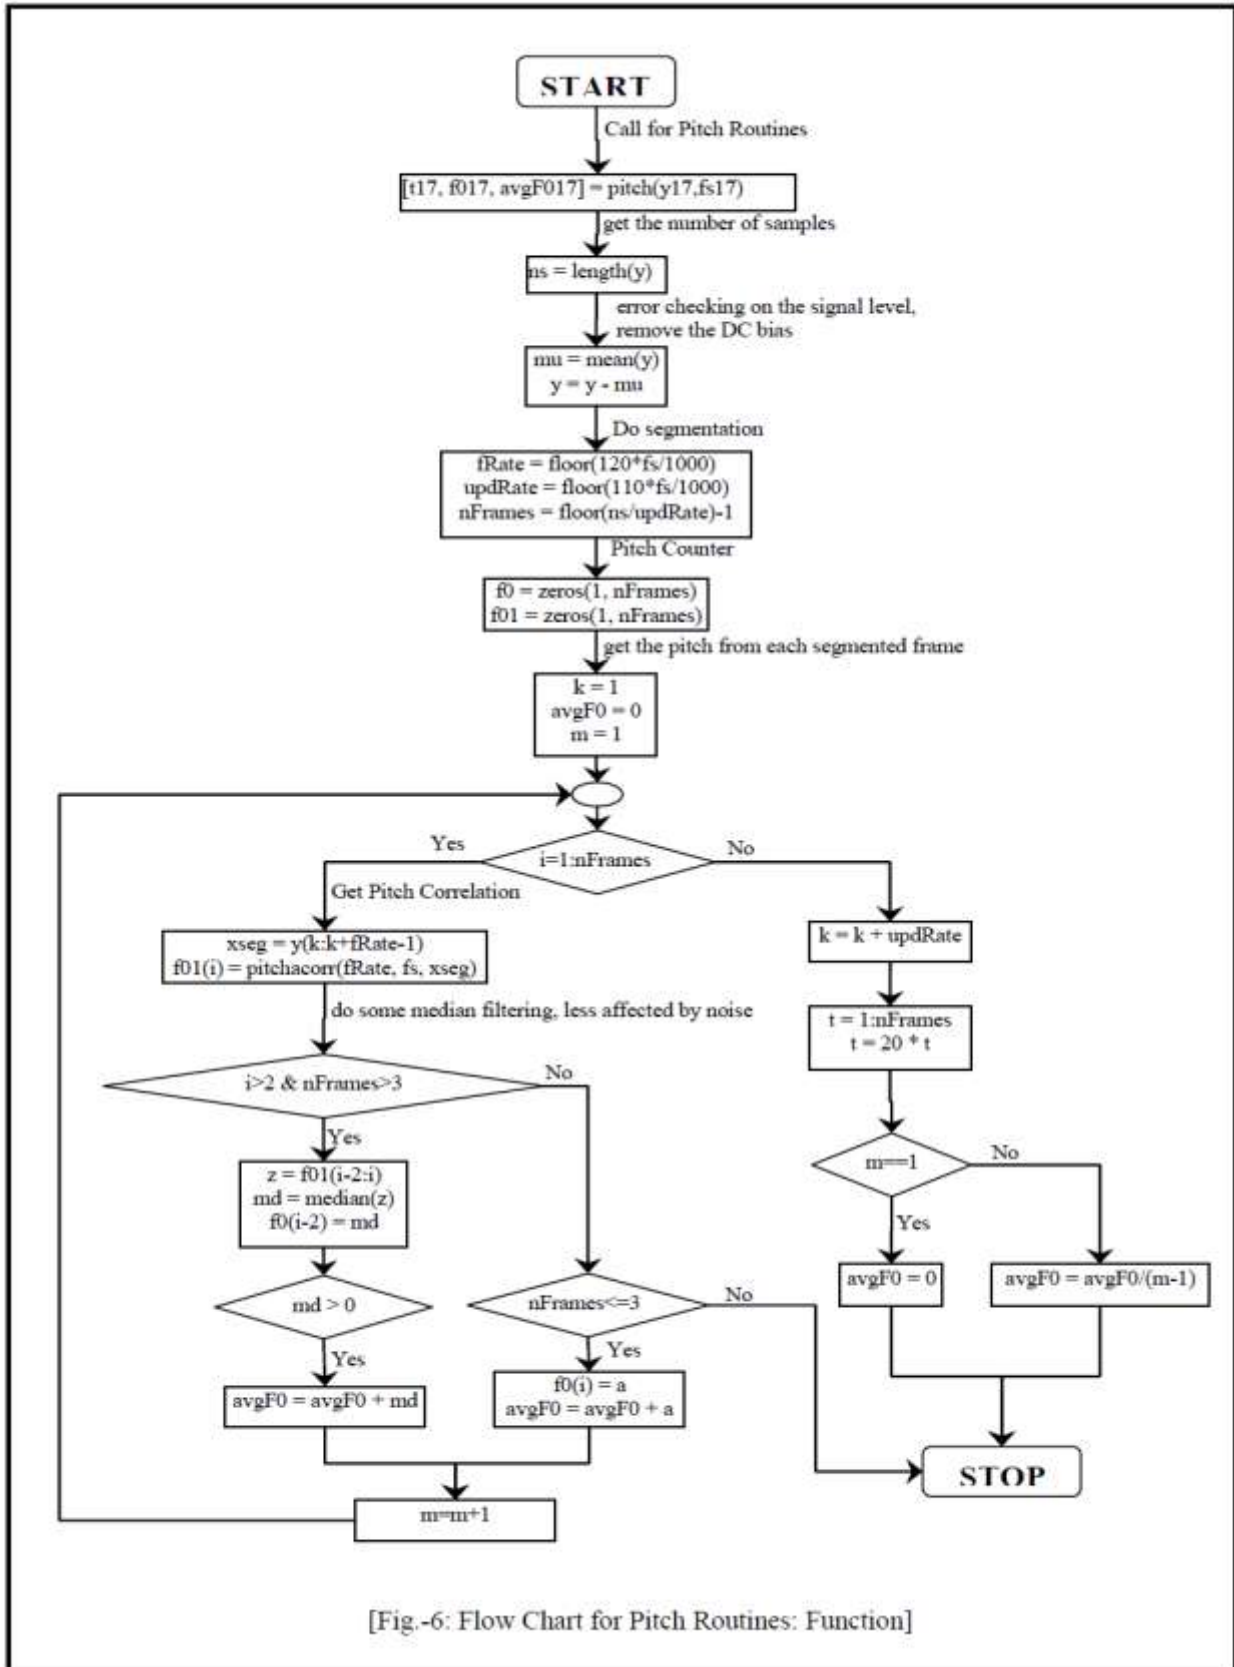 START
Call for Pitch Routines
[t17, f017, avgF017] = pitch(y17,fs17)
get the number of samples
ns = length(y)
error checking on the signal level,
remove the DC bias
mu = mean(y)
y = y - mu
Do segmentation
fRate = floor(120*fs/1000)
updRate = floor(110*fs/1000)
nFrames = floor(ns/updRate)-1
Pitch Counter
f0 = zeros(1, nFrames)
f01 = zeros(1, nFrames)
get the pitch from each segmented frame
k = 1
avgF0 = 0
m = 1
i=1:nFrames
Yes
No
Get Pitch Correlation
xseg = y(k:k+fRate-1)
f01(i) = pitchacorr(fRate, fs, xseg)
do some median filtering, less affected by noise
i>2 & nFrames>3
No
Yes
z = f01(i-2:i)
md = median(z)
f0(i-2) = md
md > 0
Yes
avgF0 = avgF0 + md
nFrames<=3
No
Yes
f0(i) = a
avgF0 = avgF0 + a
m=m+1
k = k + updRate
t = 1:nFrames
t = 20 * t
m==1
No
Yes
avgF0 = 0
avgF0 = avgF0/(m-1)
STOP
[Fig.-6: Flow Chart for Pitch Routines: Function]